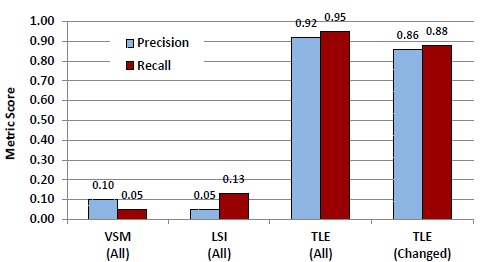 1.00
0.90
0.80
0.70
0.60
0.50
0.40
0.30
0.20
0.10
0.00
Metric Score
Precision
Recall
0.10
0.05
0.05
0.13
0.92
0.95
0.86
0.88
VSM
(All)
LSI
(All)
TLE
(All)
TLE
(Changed)